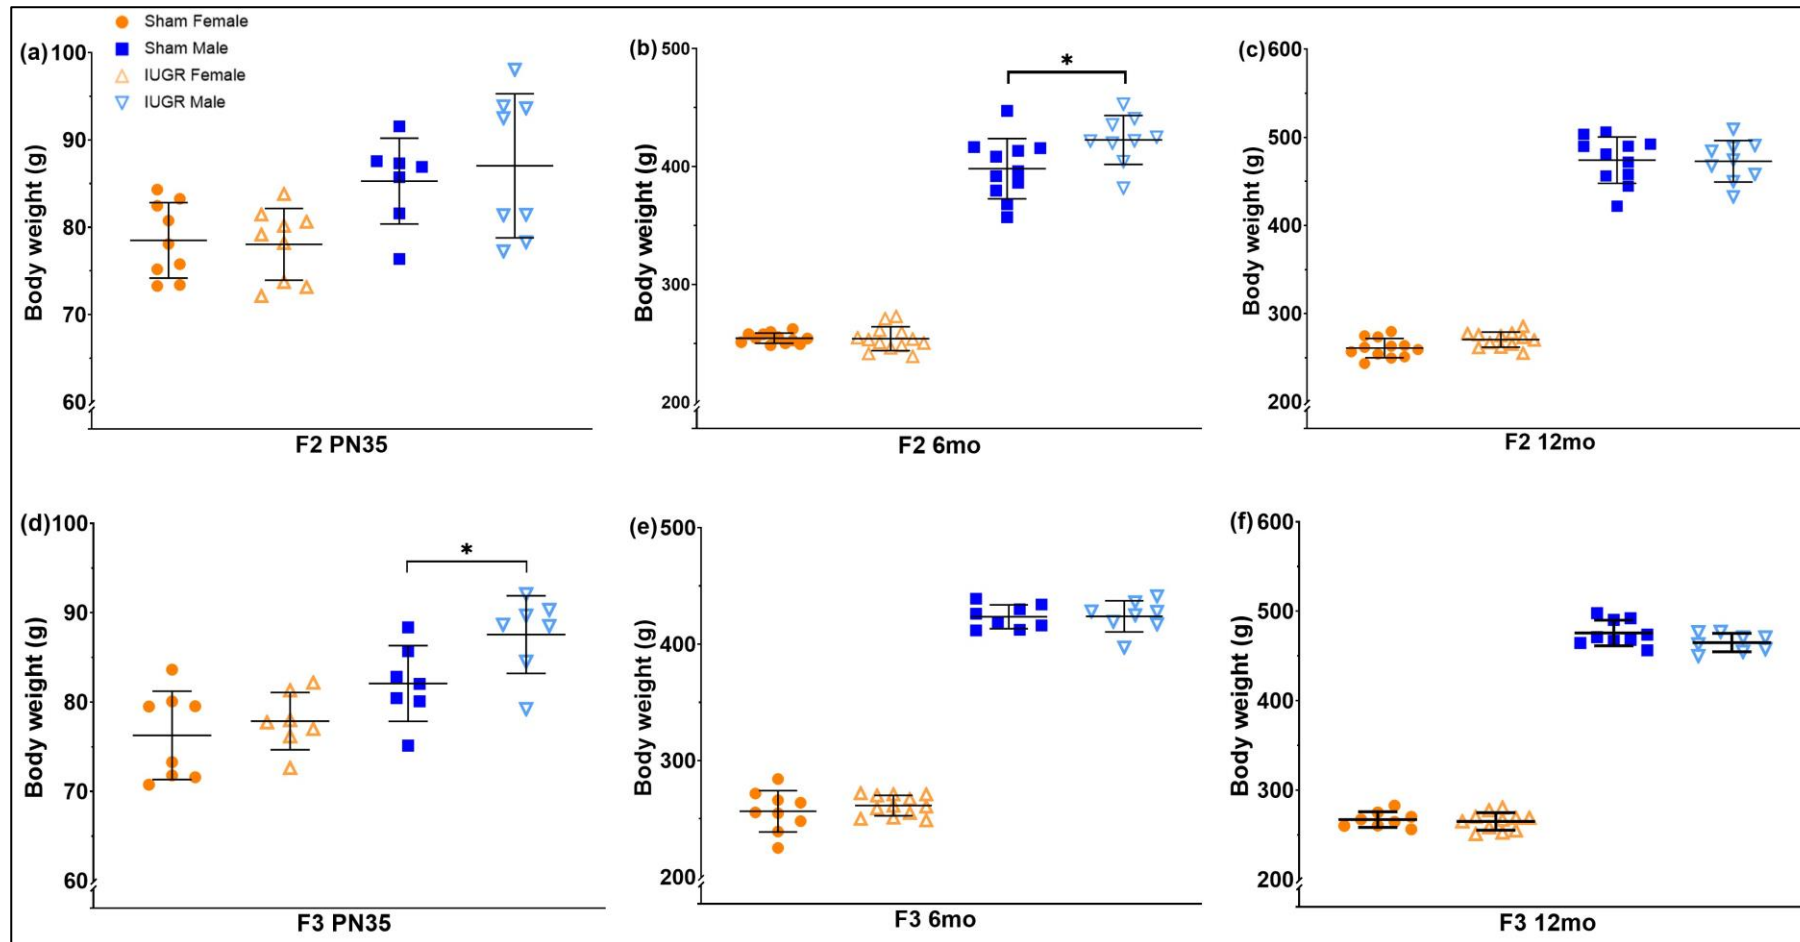 Sham Female
Sham Male
IUGR Female
IUGR Male
(a)
100
90
80
70
60
Body weight (g)
F2 PN35
(b)
500
400
300
200
Body weight (g)
*
F2 6mo
(c)
600
500
400
300
200
Body weight (g)
F2 12mo
(d)
100
90
80
70
60
Body weight (g)
*
F3 PN35
(e)
500
400
300
200
Body weight (g)
F3 6mo
(f)
600
500
400
300
200
Body weight (g)
F3 12mo